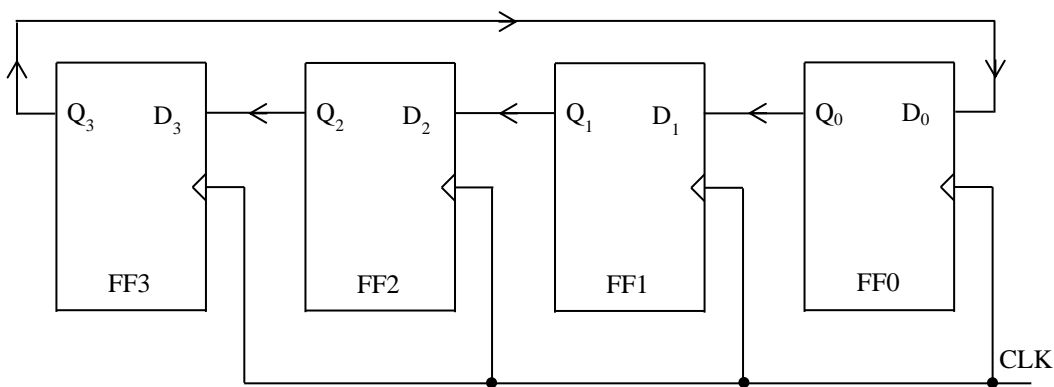 Q₃ D₃ Q₂ D₂ Q₁ D₁ Q₀ D₀
FF3 FF2 FF1 FF0
CLK